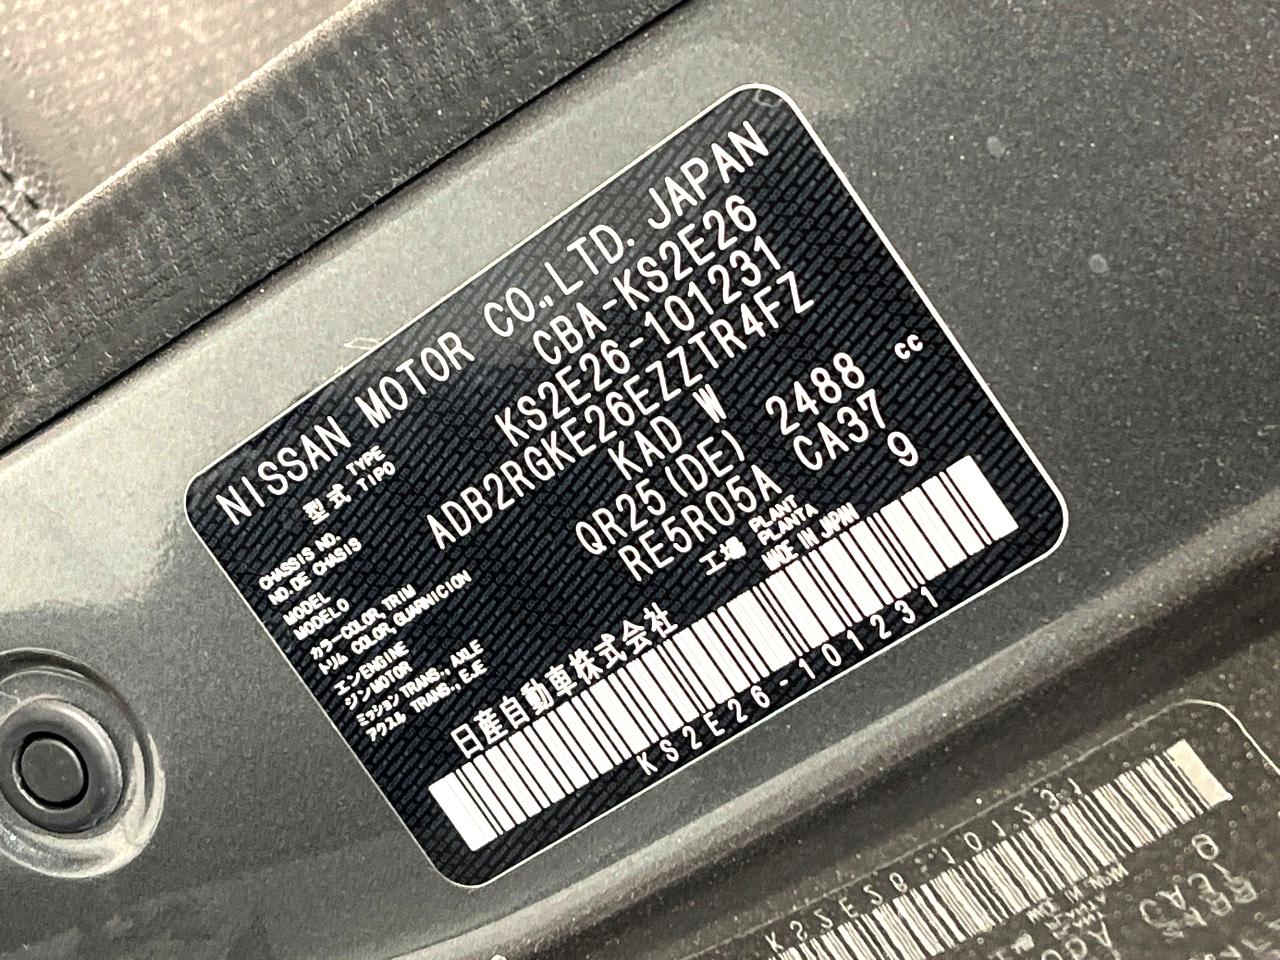 NISSAN MOTOR CO.,LTD. JAPAN
型式 TYPE TIPO CBA-KS2E26
CHASSIS NO. NO.DE CHASIS KS2E26-101231
MODEL MODELO ADB2RGKE26EZZTR4FZ
カラー COLOR, TRIM トリム COLOR, GUARNICION KAD W
エンジン ENGINE MOTOR QR25(DE) 2488 cc
ミッション TRANS., AXLE アクスル TRANS., EJE RE5R05A CA37
工場 PLANT PLANTA 9
日産自動車株式会社 MADE IN JAPAN
KS2E26-101231